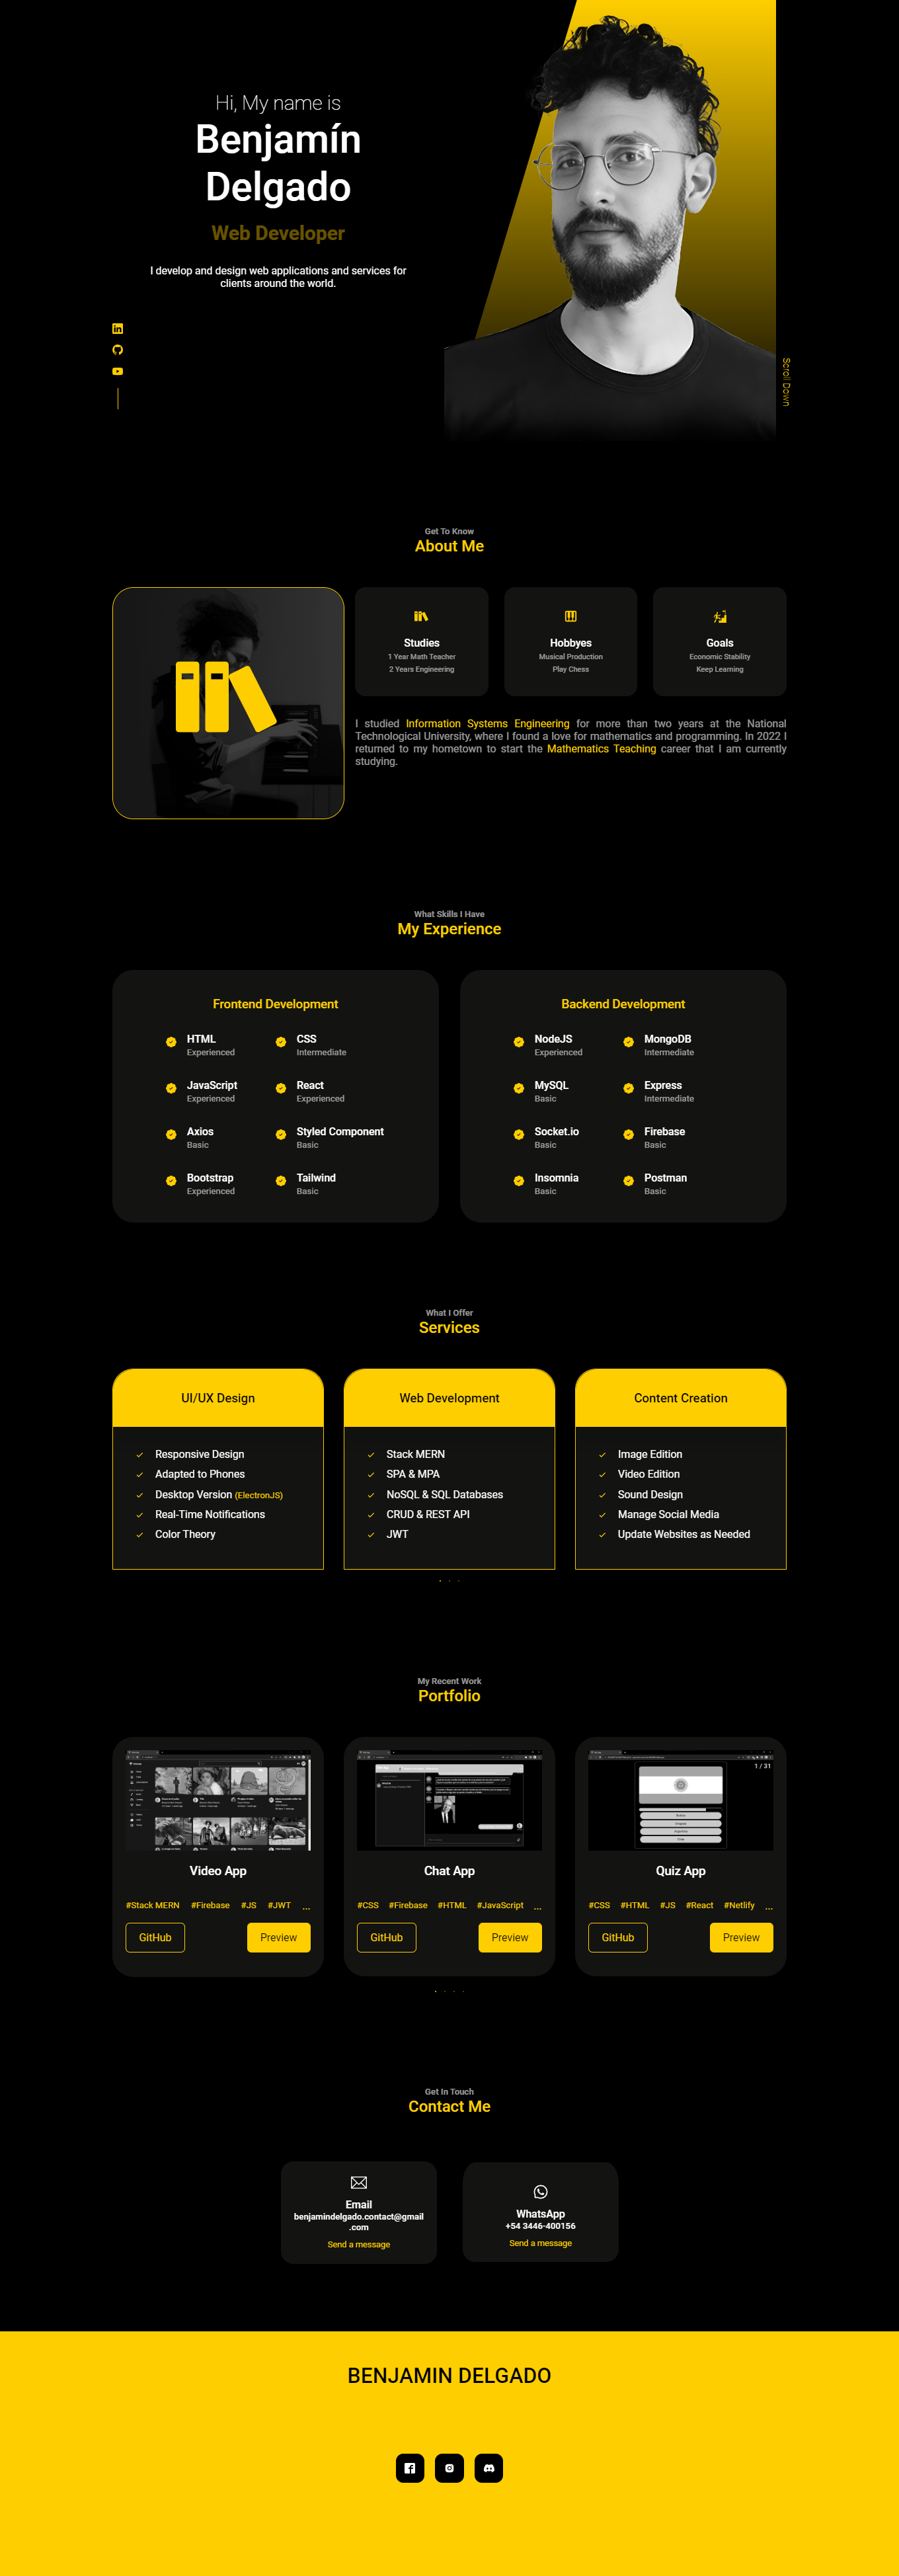 Hi, My name is
Benjamín
Delgado
Web Developer
I develop and design web applications and services for
clients around the world.
Scroll Down
Get To Know
About Me
Studies
1 Year Math Teacher
2 Years Engineering
Hobbyes
Musical Production
Play Chess
Goals
Economic Stability
Keep Learning
I studied Information Systems Engineering for more than two years at the National
Technological University, where I found a love for mathematics and programming. In 2022 I
returned to my hometown to start the Mathematics Teaching career that I am currently
studying.
What Skills I Have
My Experience
Frontend Development
HTML
Experienced
CSS
Intermediate
JavaScript
Experienced
React
Experienced
Axios
Basic
Styled Component
Basic
Bootstrap
Experienced
Tailwind
Basic
Backend Development
NodeJS
Experienced
MongoDB
Intermediate
MySQL
Basic
Express
Intermediate
Socket.io
Basic
Firebase
Basic
Insomnia
Basic
Postman
Basic
What I Offer
Services
UI/UX Design
Responsive Design
Adapted to Phones
Desktop Version (ElectronJS)
Real-Time Notifications
Color Theory
Web Development
Stack MERN
SPA & MPA
NoSQL & SQL Databases
CRUD & REST API
JWT
Content Creation
Image Edition
Video Edition
Sound Design
Manage Social Media
Update Websites as Needed
My Recent Work
Portfolio
Video App
#Stack MERN #Firebase #JS #JWT ...
GitHub
Preview
Chat App
#CSS #Firebase #HTML #JavaScript ...
GitHub
Preview
1 / 31
Quiz App
#CSS #HTML #JS #React #Netlify ...
GitHub
Preview
Get In Touch
Contact Me
Email
benjamindelgado.contact@gmail
.com
Send a message
WhatsApp
+54 3446-400156
Send a message
BENJAMIN DELGADO